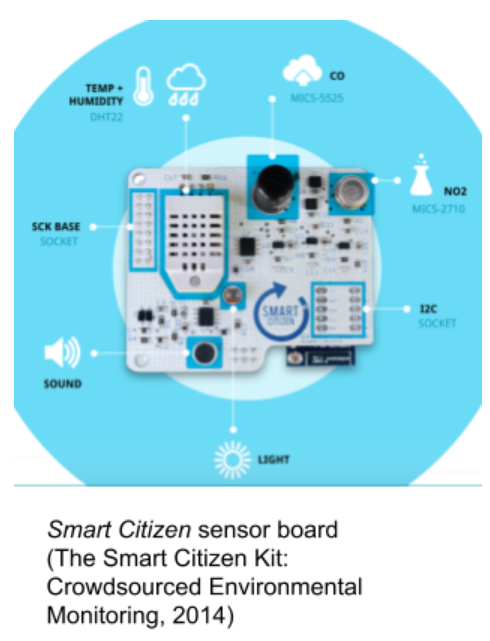 TEMP +
HUMIDITY
DHT22
CO
MICS-5525
NO2
MICS-2710
SCK BASE
SOCKET
I2C
SOCKET
SMART
CITIZEN
SOUND
LIGHT
Smart Citizen sensor board
(The Smart Citizen Kit:
Crowdsourced Environmental
Monitoring, 2014)